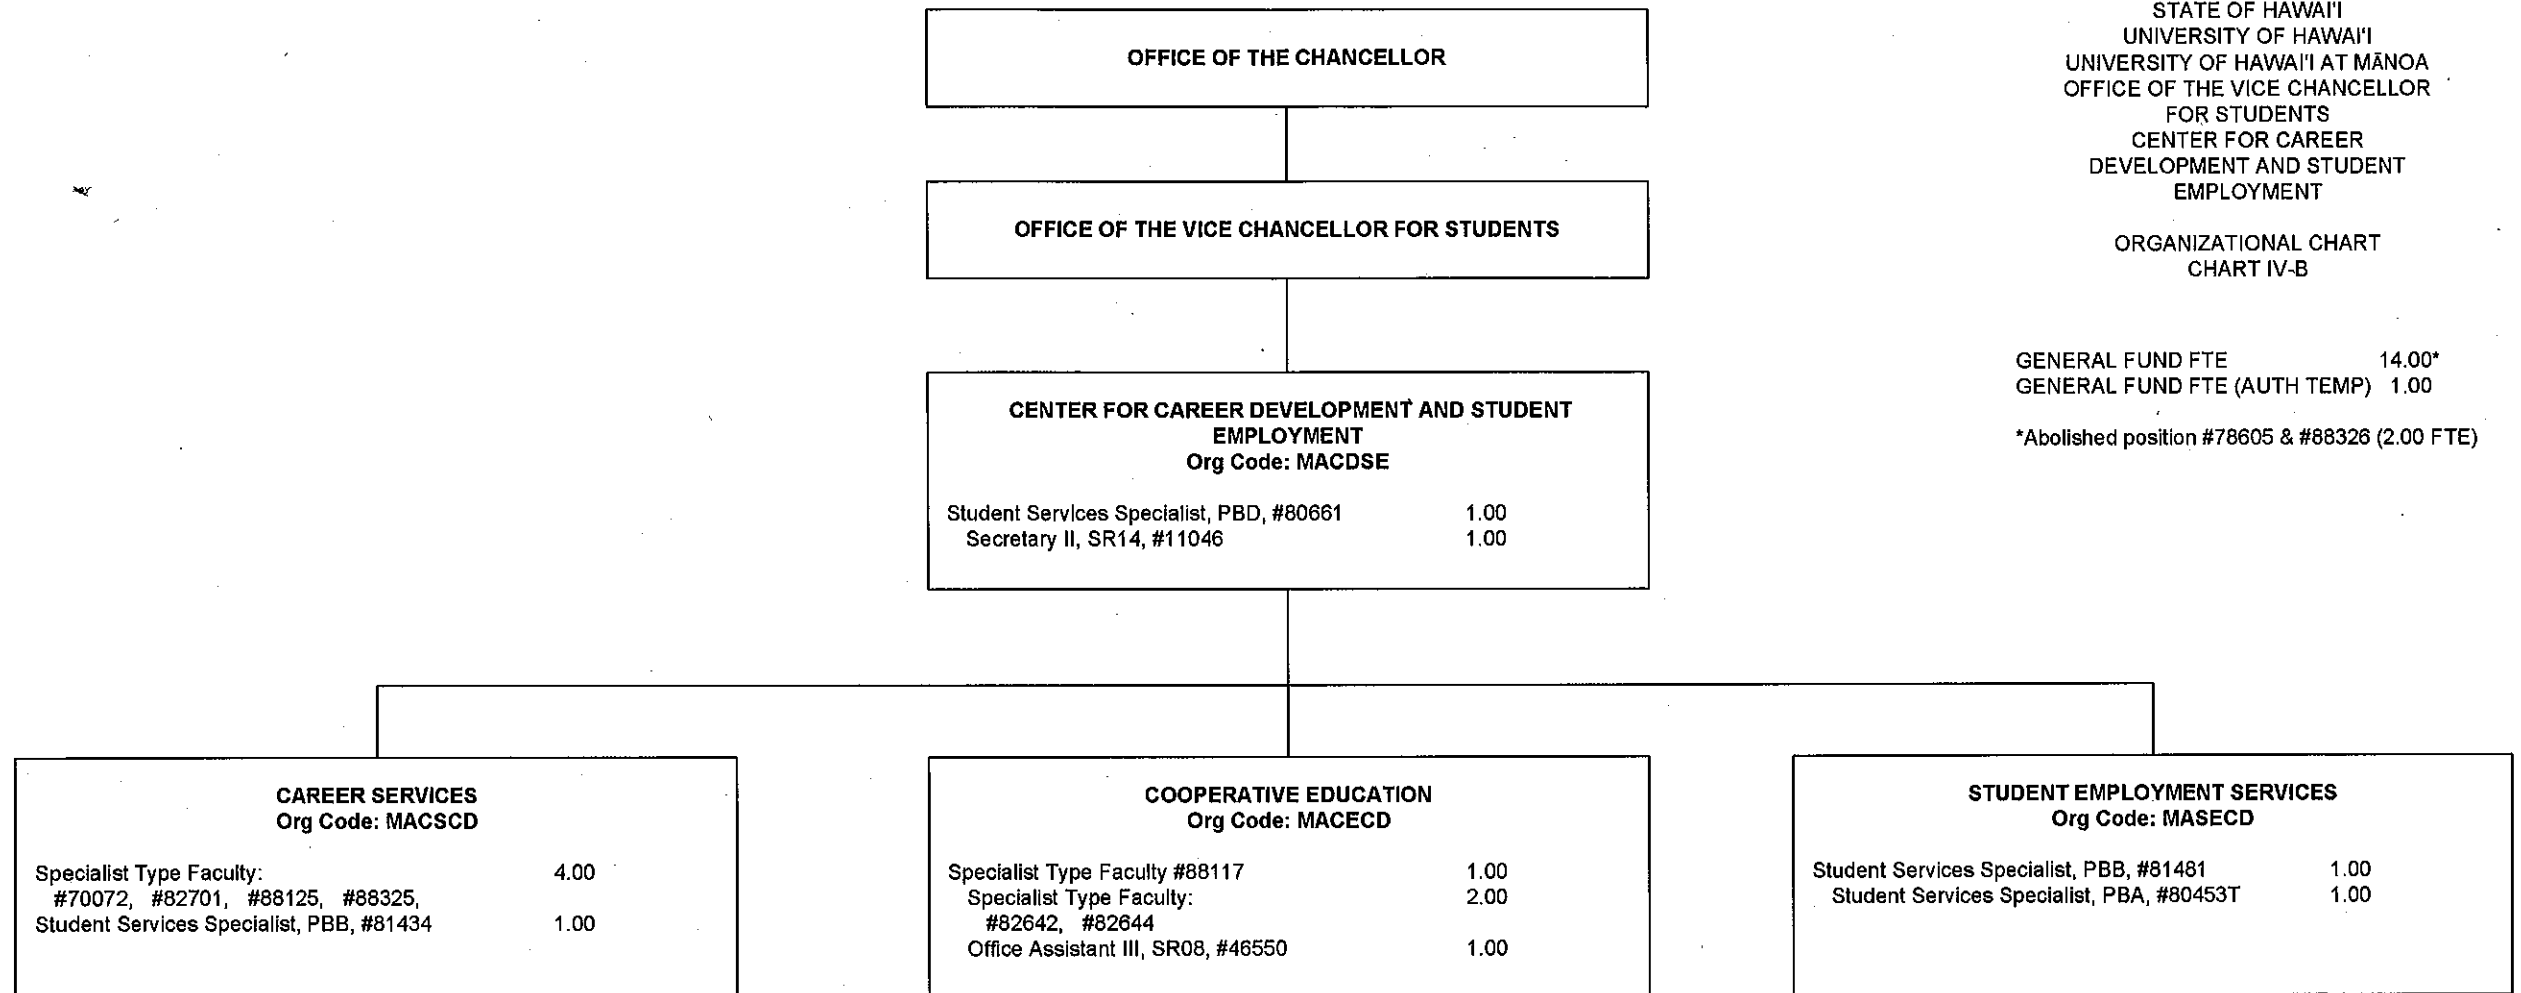 OFFICE OF THE CHANCELLOR
OFFICE OF THE VICE CHANCELLOR FOR STUDENTS
STATE OF HAWAI'I
UNIVERSITY OF HAWAI'I
UNIVERSITY OF HAWAI'I AT MĀNOA
OFFICE OF THE VICE CHANCELLOR
FOR STUDENTS
CENTER FOR CAREER
DEVELOPMENT AND STUDENT
EMPLOYMENT
ORGANIZATIONAL CHART
CHART IV-B
GENERAL FUND FTE 14.00*
GENERAL FUND FTE (AUTH TEMP) 1.00
*Abolished position #78605 & #88326 (2.00 FTE)
CENTER FOR CAREER DEVELOPMENT AND STUDENT
EMPLOYMENT
Org Code: MACDSE
Student Services Specialist, PBD, #80661 1.00
Secretary II, SR14, #11046 1.00
CAREER SERVICES
Org Code: MACSCD
Specialist Type Faculty: 4.00
#70072, #82701, #88125, #88325,
Student Services Specialist, PBB, #81434 1.00
COOPERATIVE EDUCATION
Org Code: MACECD
Specialist Type Faculty #88117 1.00
Specialist Type Faculty: 2.00
#82642, #82644
Office Assistant III, SR08, #46550 1.00
STUDENT EMPLOYMENT SERVICES
Org Code: MASECD
Student Services Specialist, PBB, #81481 1.00
Student Services Specialist, PBA, #80453T 1.00